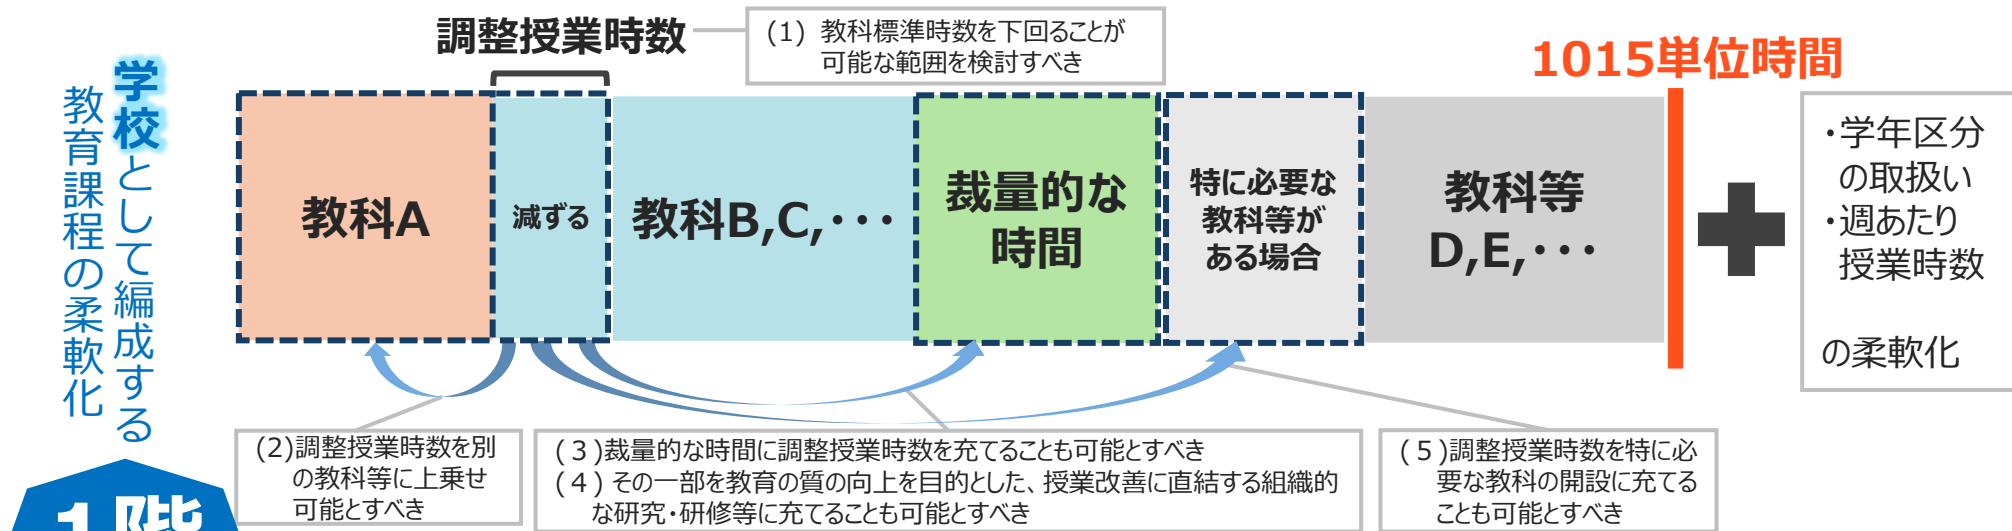 学校として編成する
教育課程の柔軟化
1階
調整授業時数
(1) 教科標準時数を下回ることが
可能な範囲を検討すべき
1015単位時間
教科A
減ずる
教科B,C,・・・
裁量的な
時間
特に必要な
教科等が
ある場合
教科等
D,E,・・・
・学年区分
の取扱い
・週あたり
授業時数
の柔軟化
(2)調整授業時数を別
の教科等に上乗せ
可能とすべき
(３)裁量的な時間に調整授業時数を充てることも可能とすべき
(４) その一部を教育の質の向上を目的とした、授業改善に直結する組織的
な研究・研修等に充てることも可能とすべき
(５)調整授業時数を特に必
要な教科の開設に充てる
ことも可能とすべき